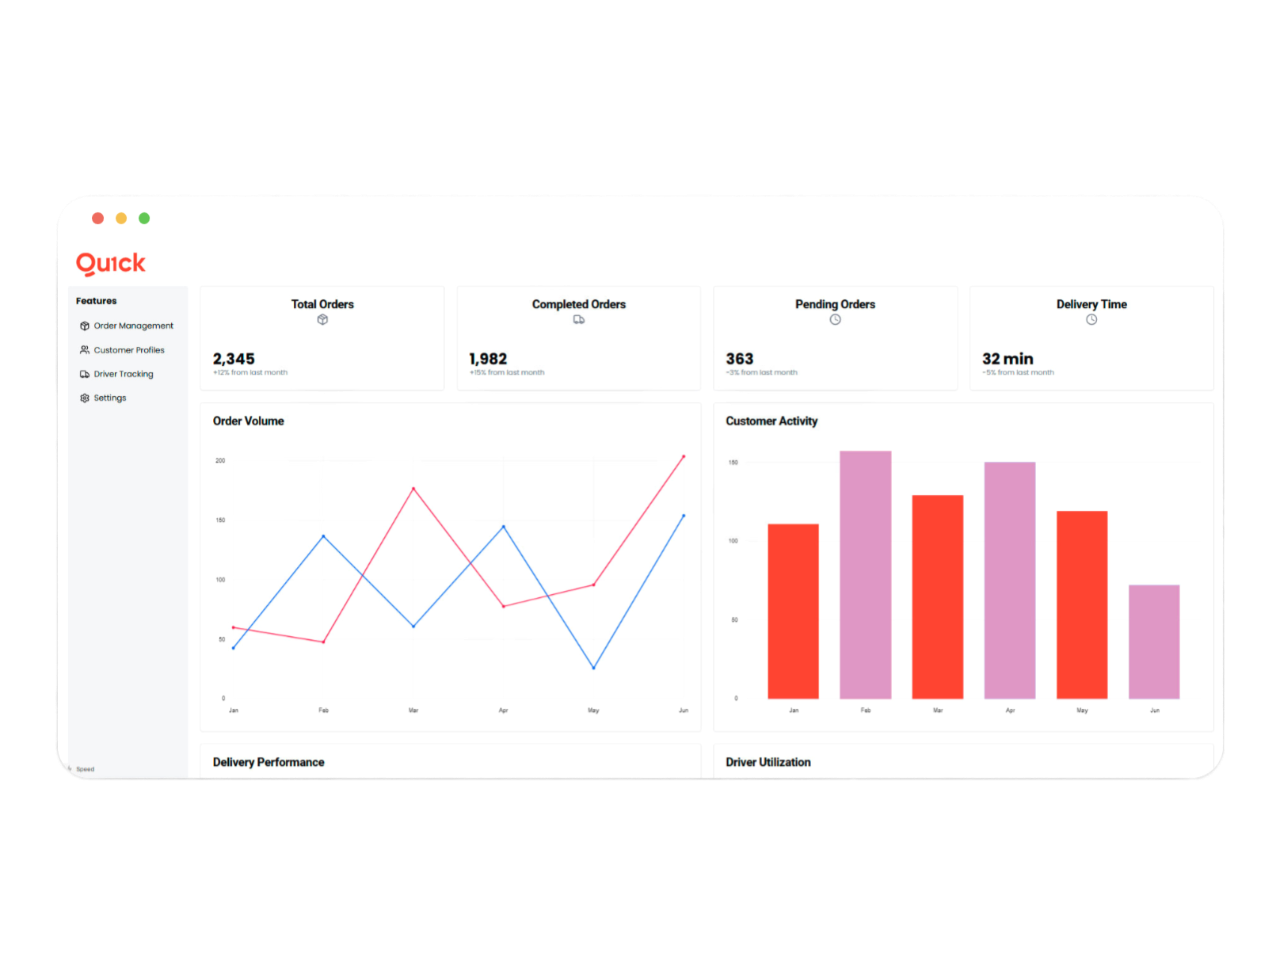 Quick
Features
Order Management
Customer Profiles
Driver Tracking
Settings
Speed
Total Orders
2,345
+12% from last month
Completed Orders
1,982
+15% from last month
Pending Orders
363
-3% from last month
Delivery Time
32 min
-5% from last month
Order Volume
200
150
100
50
0
Jan Feb Mar Apr May Jun
Customer Activity
150
100
50
0
Jan Feb Mar Apr May Jun
Delivery Performance
Driver Utilization